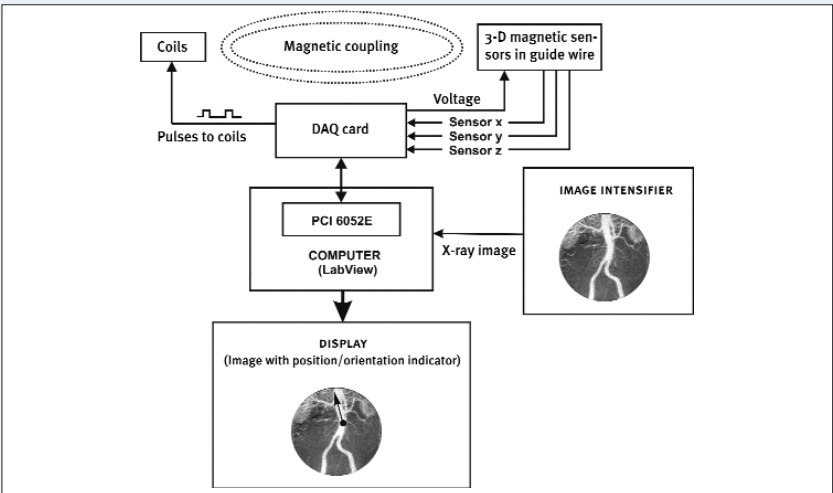 Coils
Magnetic coupling
3-D magnetic sen-
sors in guide wire
Voltage
Pulses to coils
DAQ card
Sensor x
Sensor y
Sensor z
IMAGE INTENSIFIER
PCI 6052E
COMPUTER
(LabView)
X-ray image
DISPLAY
(Image with position/orientation indicator)